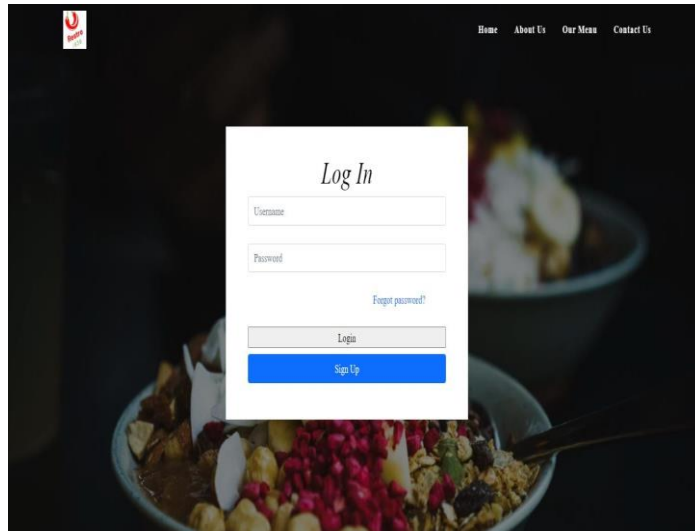 Home About Us Our Menu Contact Us
Log In
Username
Password
Forgot password?
Login
Sign Up